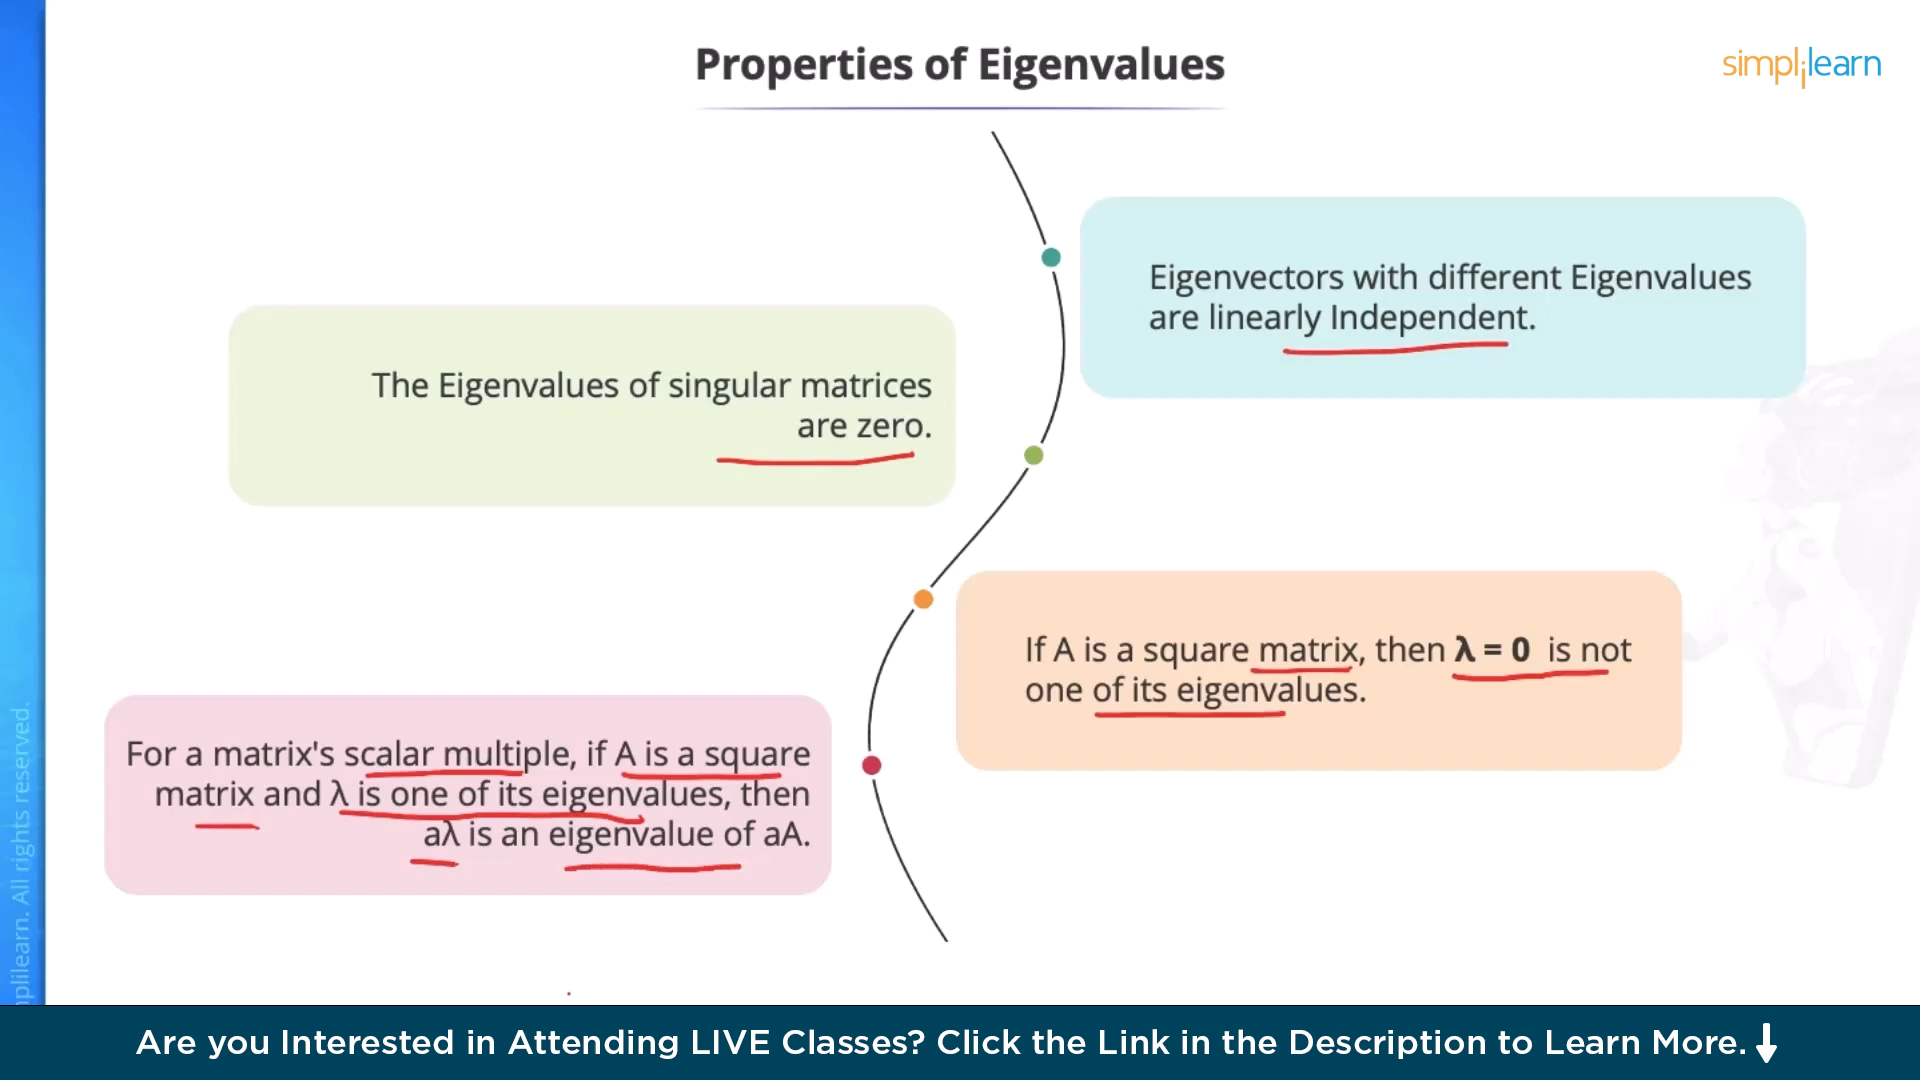 Properties of Eigenvalues
simplilearn
Eigenvectors with different Eigenvalues
are linearly Independent.
The Eigenvalues of singular matrices
are zero.
If A is a square matrix, then λ = 0 is not
one of its eigenvalues.
For a matrix's scalar multiple, if A is a square
matrix and λ is one of its eigenvalues, then
aλ is an eigenvalue of aA.
plilearn. All rights reserved.
Are you Interested in Attending LIVE Classes? Click the Link in the Description to Learn More.